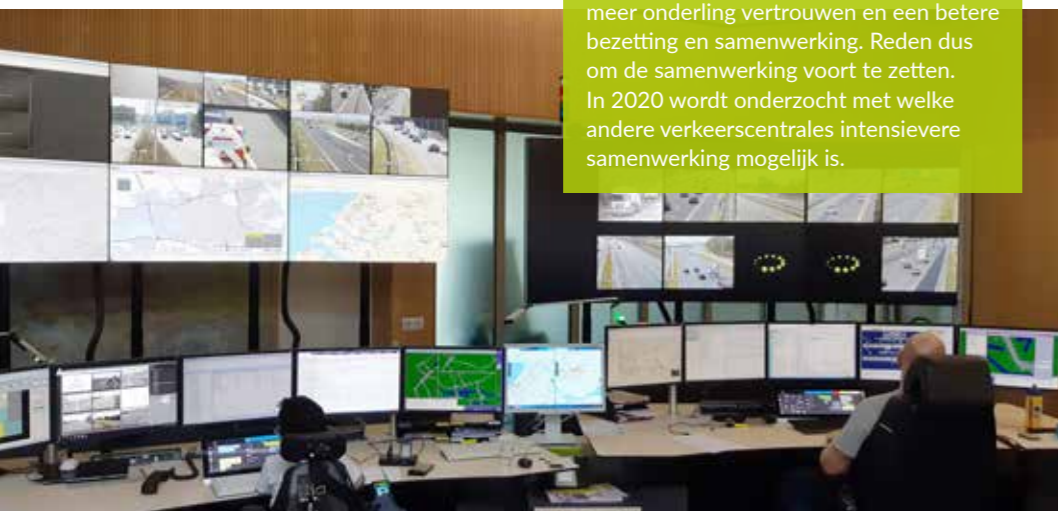 meer onderling vertrouwen en een betere
bezetting en samenwerking. Reden dus
om de samenwerking voort te zetten.
In 2020 wordt onderzocht met welke
andere verkeerscentrales intensievere
samenwerking mogelijk is.